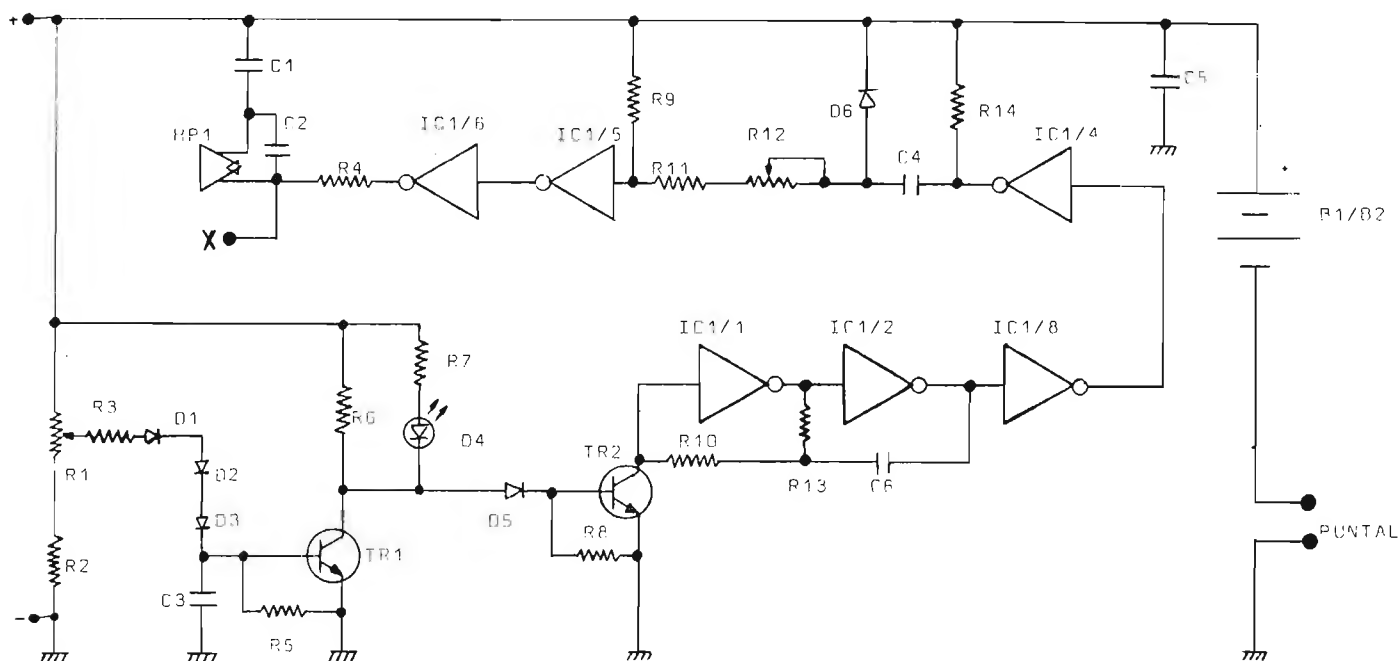 +
C1
HP1
C2
R4
IC1/6
IC1/5
R9
R11
R12
D6
C4
R14
IC1/4
C5
+
B1/B2
X
IC1/1
IC1/2
IC1/8
R7
R6
D4
R3
D1
R1
D2
D3
R2
C3
TR1
R5
D5
TR2
R10
R13
C6
R8
PUNTAL
-